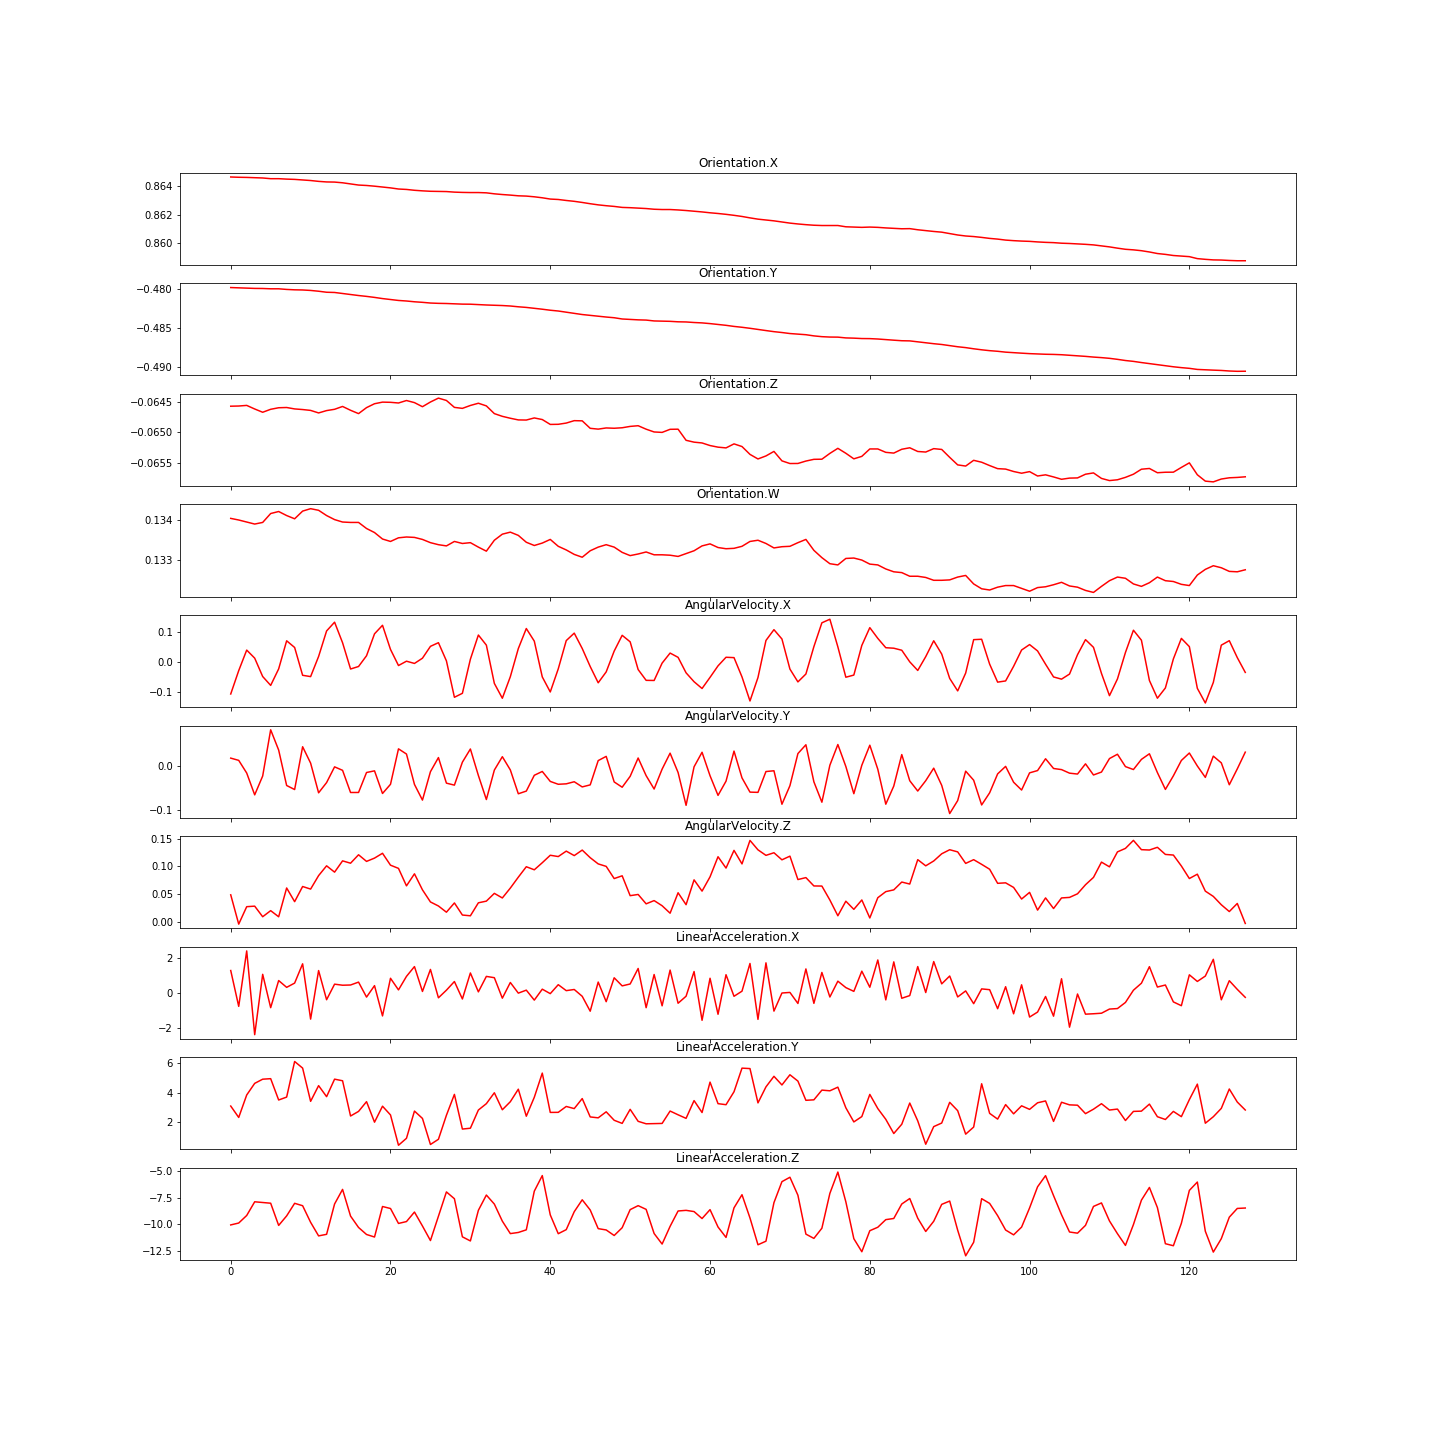 Orientation.X
0.864
0.862
0.860
Orientation.Y
−0.480
−0.485
−0.490
Orientation.Z
−0.0645
−0.0650
−0.0655
Orientation.W
0.134
0.133
AngularVelocity.X
0.1
0.0
−0.1
AngularVelocity.Y
0.0
−0.1
AngularVelocity.Z
0.15
0.10
0.05
0.00
LinearAcceleration.X
2
0
−2
LinearAcceleration.Y
6
4
2
LinearAcceleration.Z
−5.0
−7.5
−10.0
−12.5
0 20 40 60 80 100 120